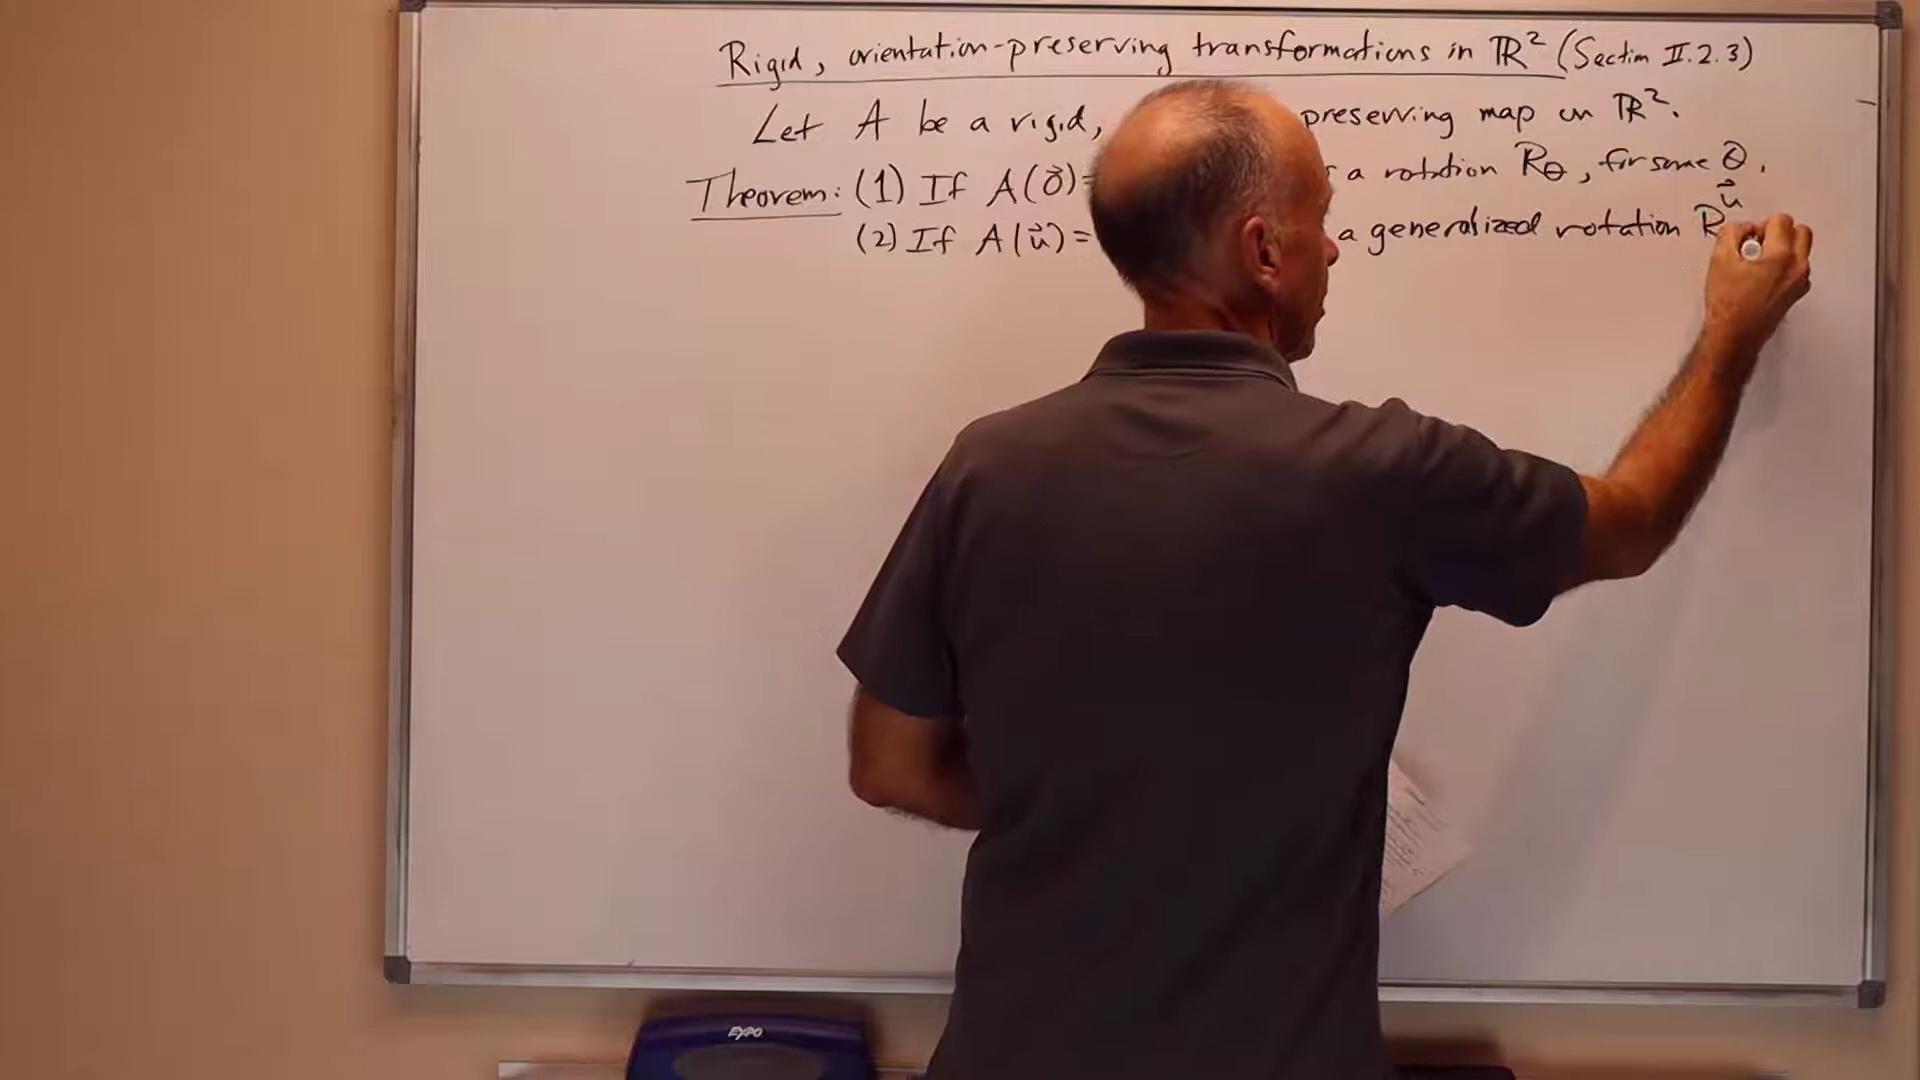 Rigid, orientation-preserving transformations in ℝ² (Section II.2.3)
Let A be a rigid, preserving map on ℝ².
Theorem: (1) If A(0⃗)= a rotation R_θ, for some θ.
(2) If A(u⃗)= a generalized rotation R^u⃗
EXPO